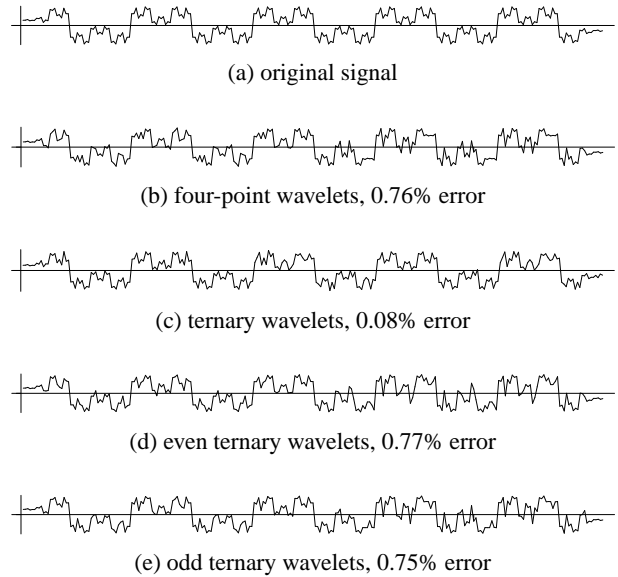 (a) original signal
(b) four-point wavelets, 0.76% error
(c) ternary wavelets, 0.08% error
(d) even ternary wavelets, 0.77% error
(e) odd ternary wavelets, 0.75% error